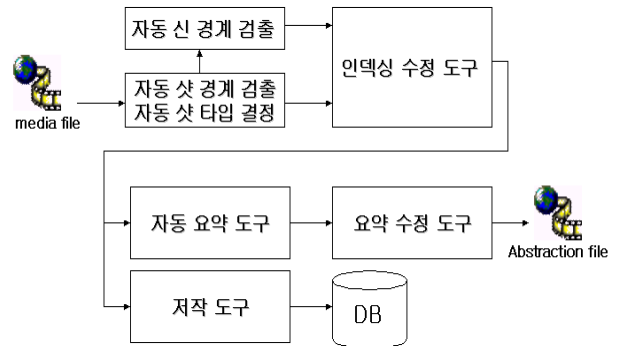 자동 신 경계 검출
인덱싱 수정 도구
자동 샷 경계 검출
자동 샷 타입 결정
media file
자동 요약 도구
요약 수정 도구
Abstraction file
저작 도구
DB